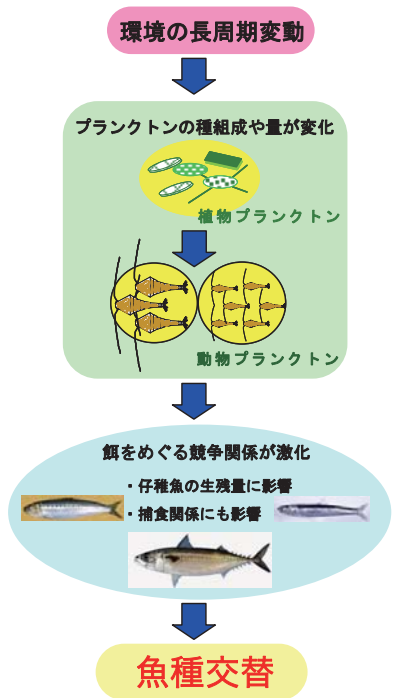 環境の長周期変動
プランクトンの種組成や量が変化
植物プランクトン
動物プランクトン
餌をめぐる競争関係が激化
・仔稚魚の生残量に影響
・捕食関係にも影響
魚種交替